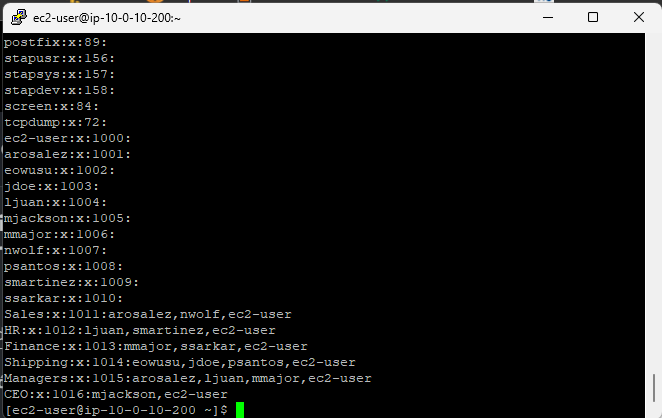 ec2-user@ip-10-0-10-200:~
postfix:x:89:
stapusr:x:156:
stapsys:x:157:
stapdev:x:158:
screen:x:84:
tcpdump:x:72:
ec2-user:x:1000:
arosalez:x:1001:
eowusu:x:1002:
jdoe:x:1003:
ljuan:x:1004:
mjackson:x:1005:
mmajor:x:1006:
nwolf:x:1007:
psantos:x:1008:
smartinez:x:1009:
ssarkar:x:1010:
Sales:x:1011:arosalez,nwolf,ec2-user
HR:x:1012:ljuan,smartinez,ec2-user
Finance:x:1013:mmajor,ssarkar,ec2-user
Shipping:x:1014:eowusu,jdoe,psantos,ec2-user
Managers:x:1015:arosalez,ljuan,mmajor,ec2-user
CEO:x:1016:mjackson,ec2-user
[ec2-user@ip-10-0-10-200 ~]$